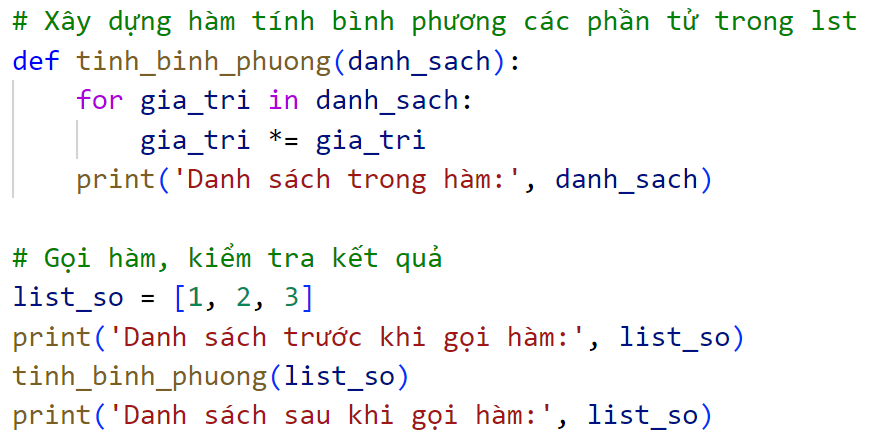 # Xây dựng hàm tính bình phương các phần tử trong lst
def tinh_binh_phuong(danh_sach):
    for gia_tri in danh_sach:
        gia_tri *= gia_tri
    print('Danh sách trong hàm:', danh_sach)

# Gọi hàm, kiểm tra kết quả
list_so = [1, 2, 3]
print('Danh sách trước khi gọi hàm:', list_so)
tinh_binh_phuong(list_so)
print('Danh sách sau khi gọi hàm:', list_so)